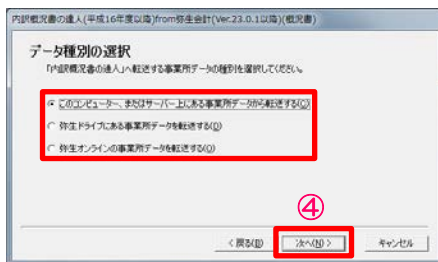 内訳概況書の達人(平成16年度以降)from弥生会計(Ver.23.0.1以降)(概況書)
データ種別の選択
「内訳概況書の達人」へ転送する事業所データの種別を選択してください。
このコンピューター、またはサーバー上にある事業所データから転送する(C)
弥生ドライブにある事業所データを転送する(D)
弥生オンラインの事業所データを転送する(O)
④
< 戻る(B) 次へ(N) > キャンセル